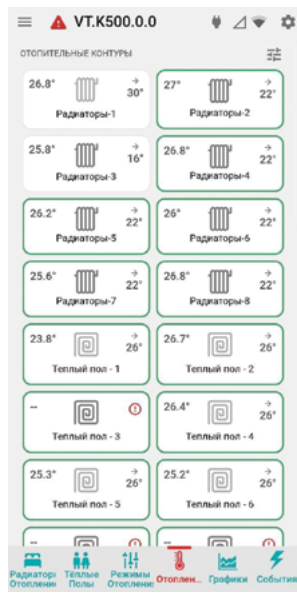 VT.K500.0.0
ОТОПИТЕЛЬНЫЕ КОНТУРЫ
26.8° → 30°
Радиаторы-1
27° → 22°
Радиаторы-2
25.8° → 16°
Радиаторы-3
26.8° → 22°
Радиаторы-4
26.2° → 22°
Радиаторы-5
26° → 22°
Радиаторы-6
25.6° → 22°
Радиаторы-7
26.8° → 22°
Радиаторы-8
23.8° → 26°
Теплый пол - 1
26.7° → 26°
Теплый пол - 2
--
Теплый пол - 3
26.4° → 26°
Теплый пол - 4
25.3° → 26°
Теплый пол - 5
25.2° → 26°
Теплый пол - 6
--
--
Радиаторы Тёплые Режимы Отоплен... Графики События
Отопление Полы Отопление